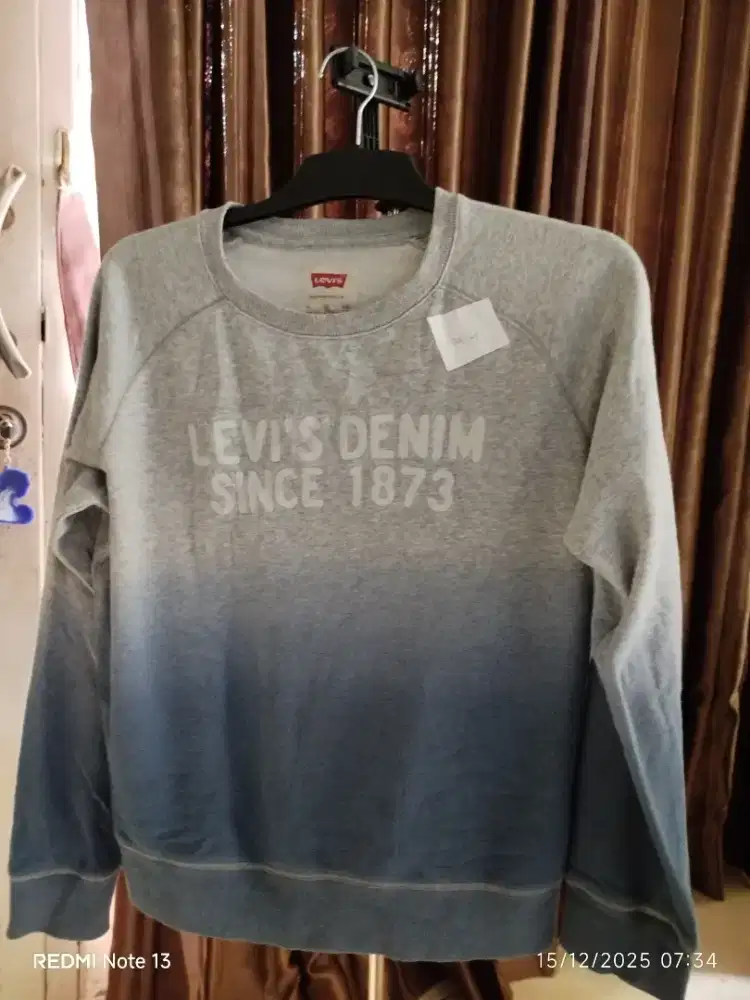 LEVI'S
LEVI'S DENIM
SINCE 1873
REDMI Note 13
15/12/2025 07:34